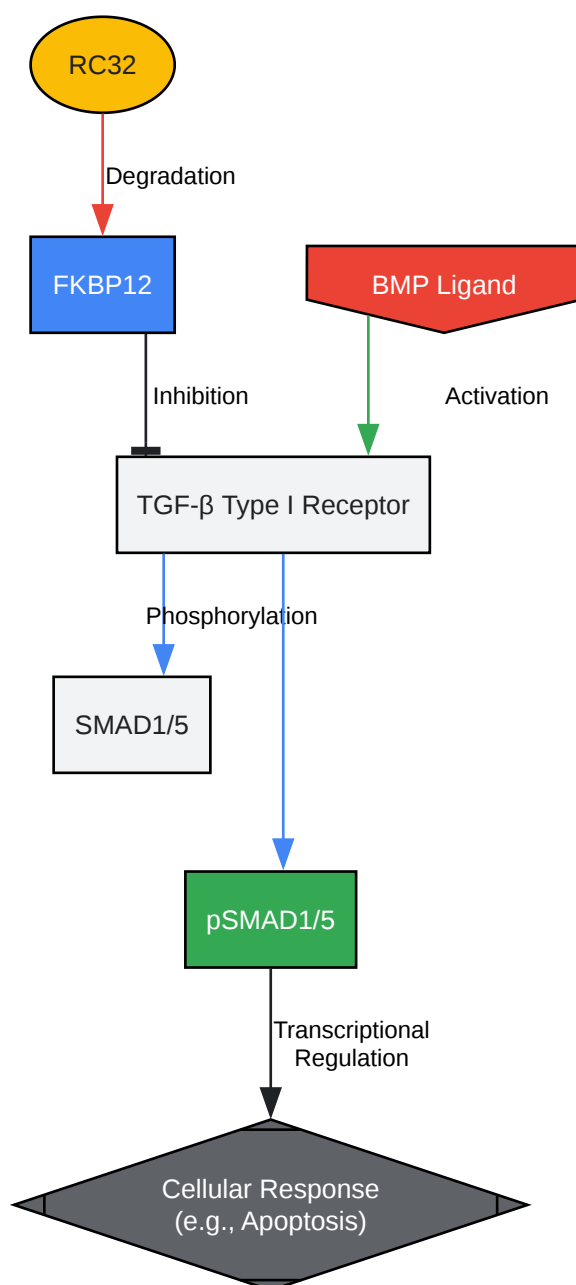 RC32
Degradation
FKBP12
BMP Ligand
Inhibition
Activation
TGF-β Type I Receptor
Phosphorylation
SMAD1/5
pSMAD1/5
Transcriptional
Regulation
Cellular Response
(e.g., Apoptosis)